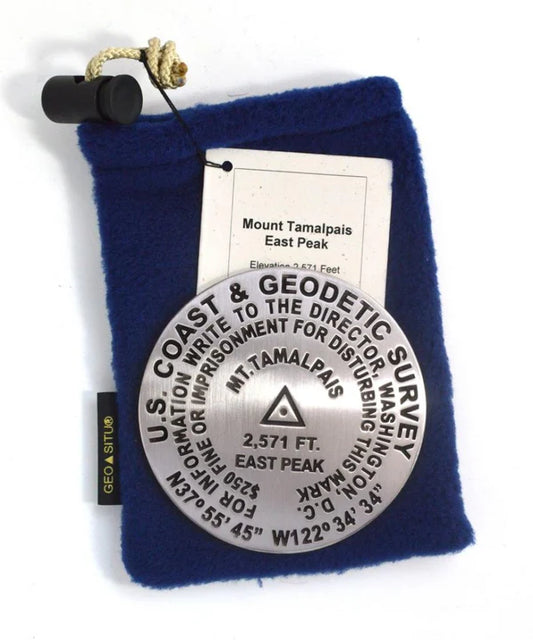 Mount Tamalpais
East Peak
Elevation 2,571 Feet
U.S. COAST & GEODETIC SURVEY
FOR INFORMATION WRITE TO THE DIRECTOR, WASHINGTON, D.C.
$250 FINE OR IMPRISONMENT FOR DISTURBING THIS MARK
MT. TAMALPAIS
2,571 FT.
EAST PEAK
N37° 55' 45" W122° 34' 34"
GEO▲SITU®